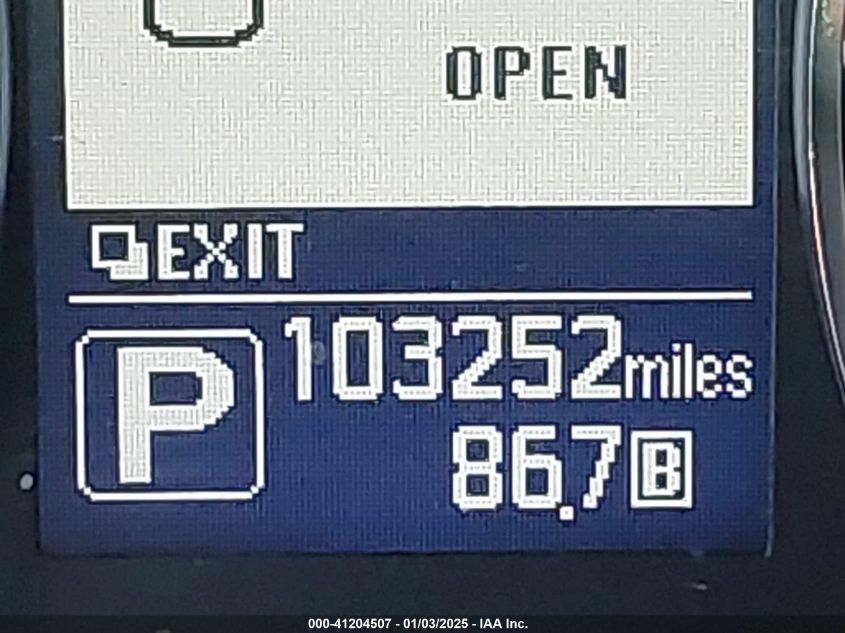 OPEN
EXIT
P
103252miles
86.7 B
000-41204507 - 01/03/2025 - IAA Inc.